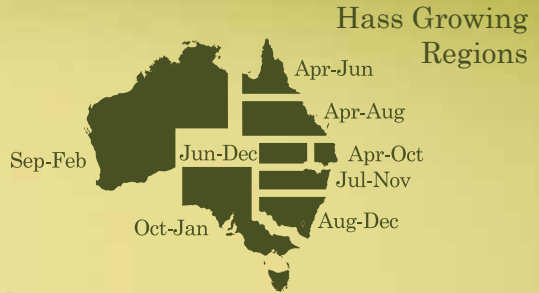 Hass Growing
Regions
Apr-Jun
Apr-Aug
Sep-Feb
Jun-Dec
Apr-Oct
Jul-Nov
Oct-Jan
Aug-Dec